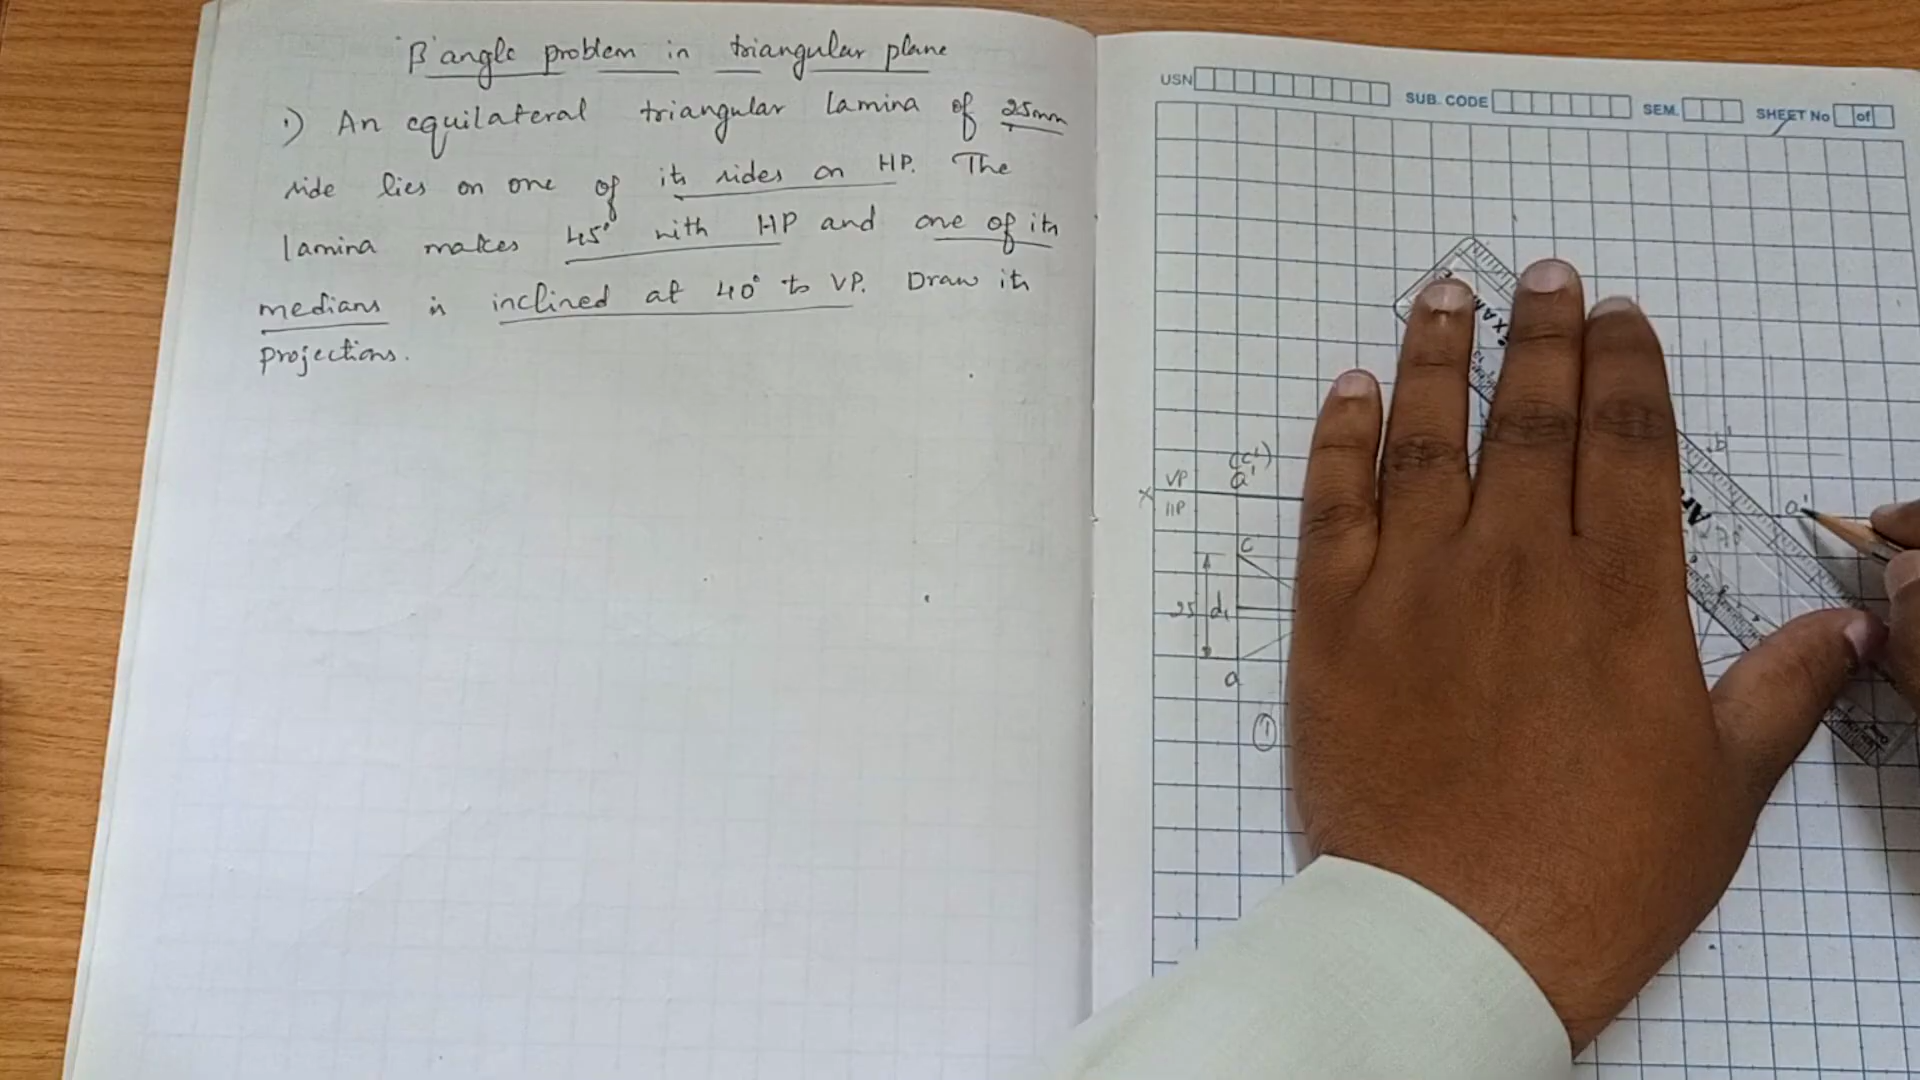 'β' angle problem in triangular plane
1) An equilateral triangular lamina of 25mm
side lies on one of its sides on HP. The
lamina makes 45° with HP and one of its
medians is inclined at 40° to VP. Draw its
projections.
USN
SUB. CODE
SEM.
SHEET No
of
VP
X
HP
(c')
a'
c
25
d1
a
1
b'
a'